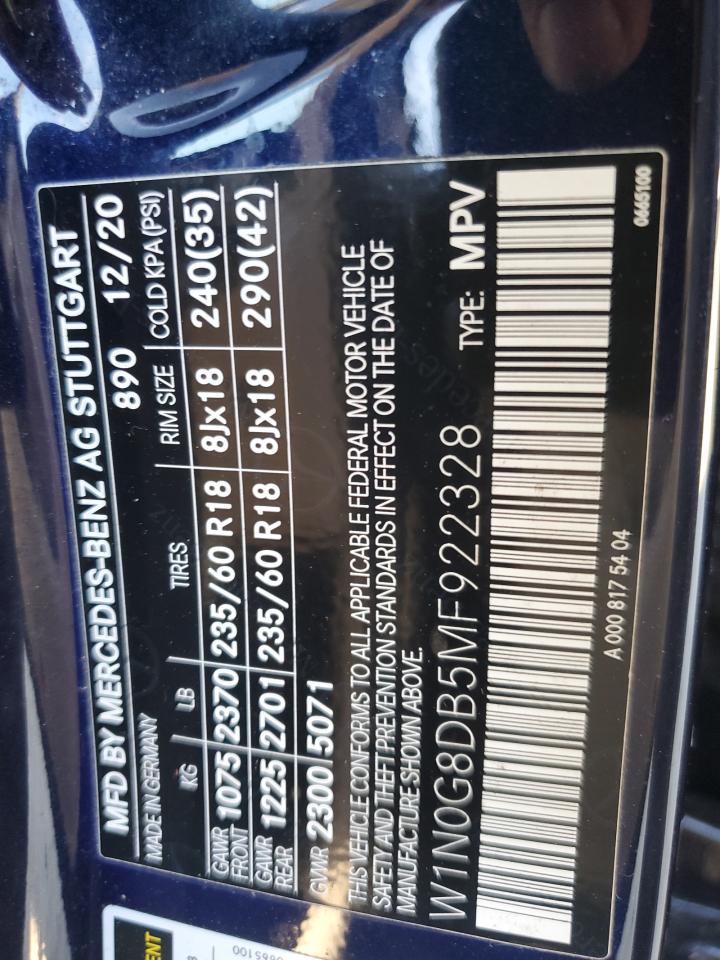 MFD BY MERCEDES-BENZ AG STUTTGART
MADE IN GERMANY 890 12/20
KG LB TIRES RIM SIZE COLD KPA(PSI)
GAWR FRONT 1075 2370 235/60 R18 8Jx18 240(35)
GAWR REAR 1225 2701 235/60 R18 8Jx18 290(42)
GVWR 2300 5071
THIS VEHICLE CONFORMS TO ALL APPLICABLE FEDERAL MOTOR VEHICLE
SAFETY AND THEFT PREVENTION STANDARDS IN EFFECT ON THE DATE OF
MANUFACTURE SHOWN ABOVE.
W1N0G8DB5MF922328 TYPE: MPV
A 000 817 54 04
0665100
0665100